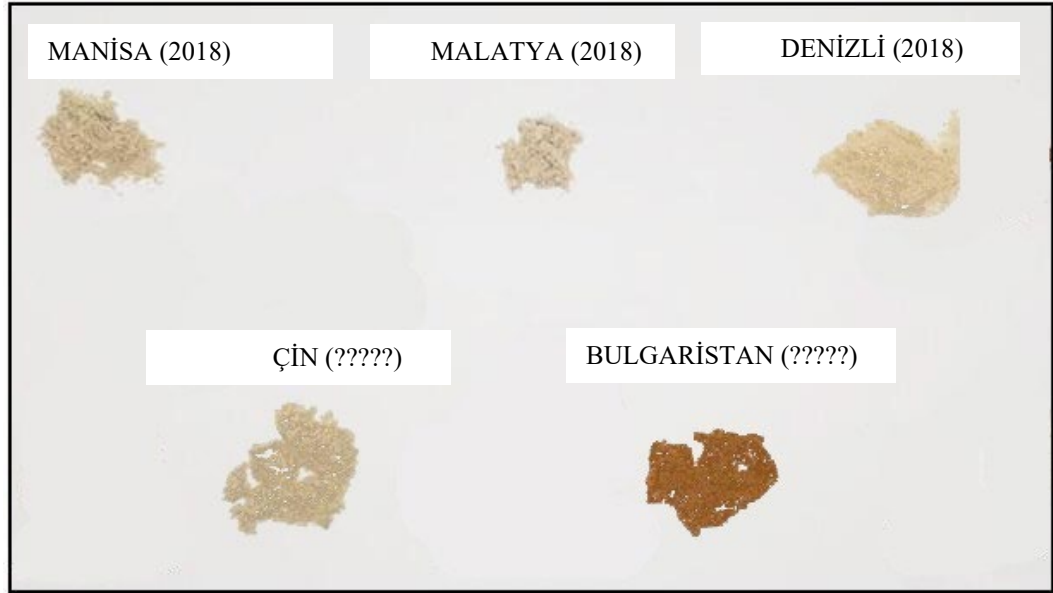 MANİSA (2018)
MALATYA (2018)
DENİZLİ (2018)
ÇİN (?????)
BULGARİSTAN (?????)